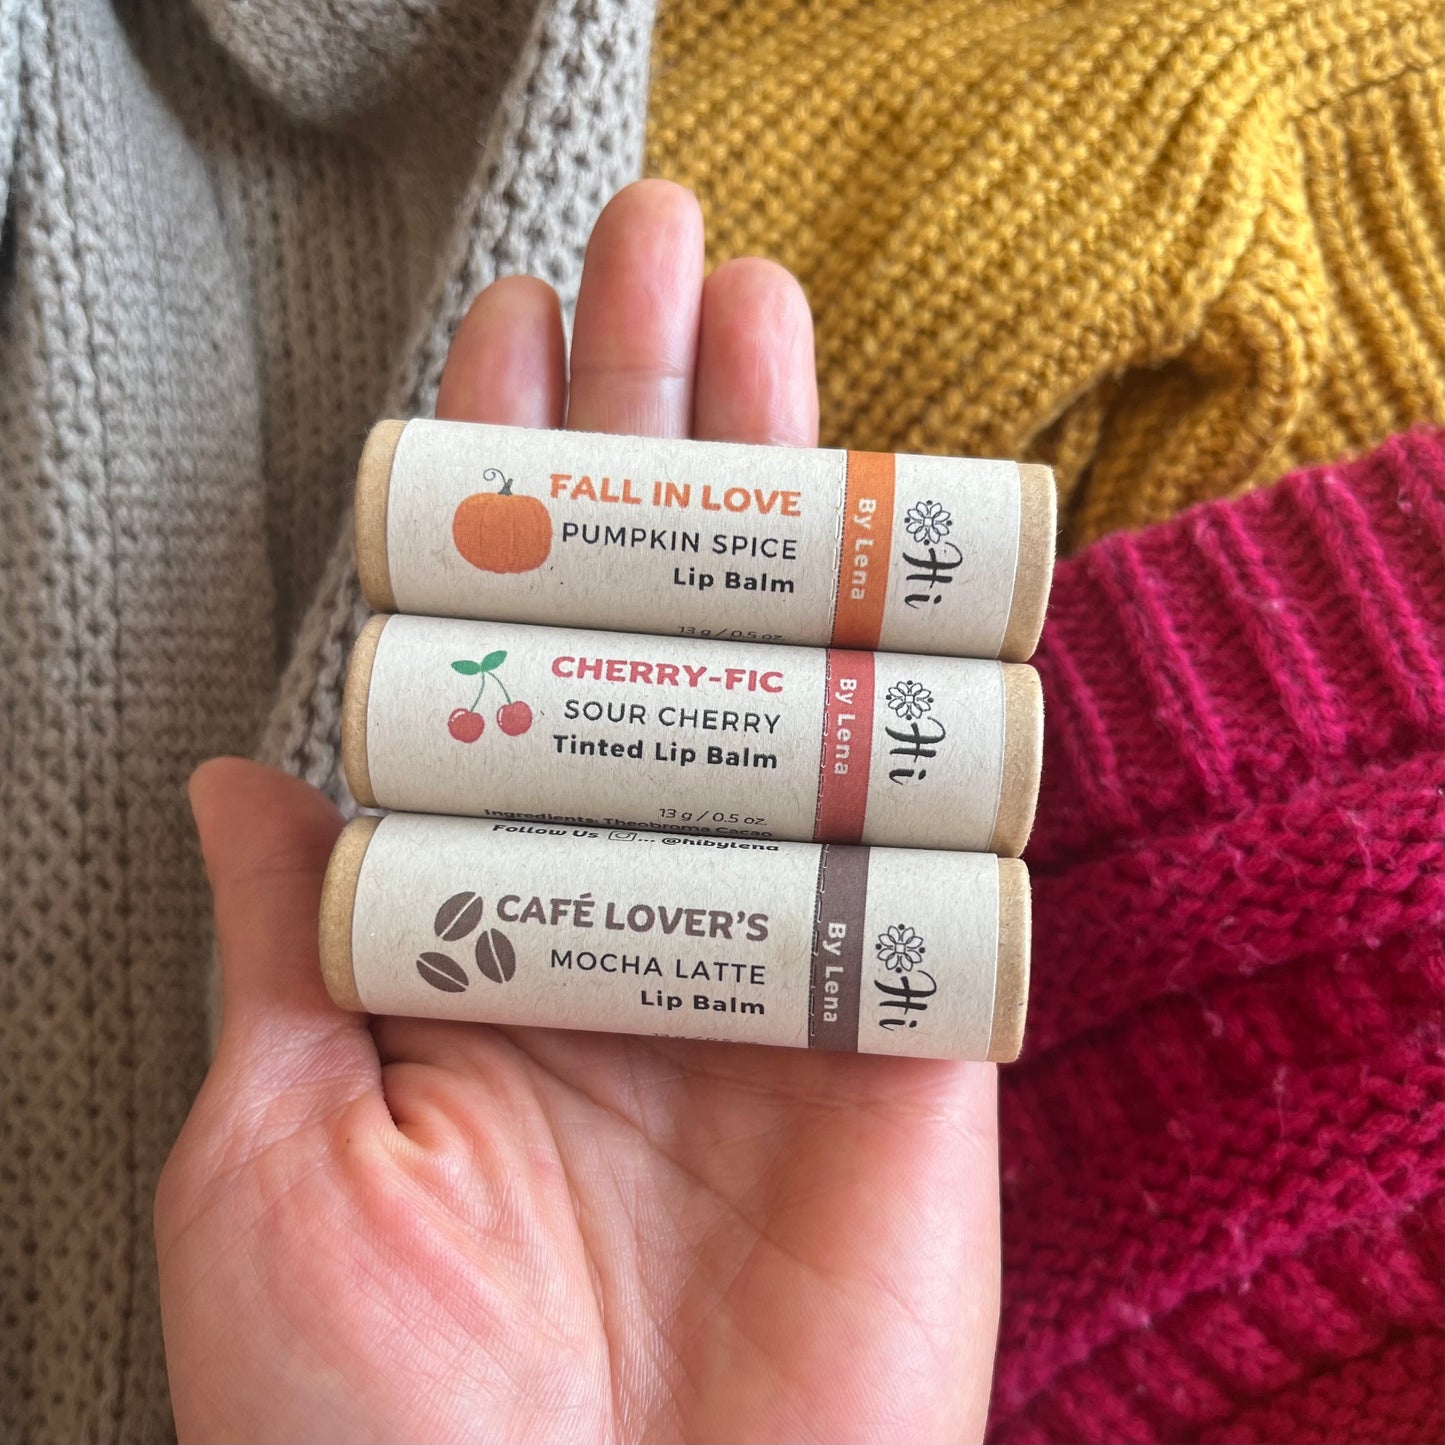 FALL IN LOVE
PUMPKIN SPICE
Lip Balm
13 g / 0.5 oz.
By Lena
Hi
CHERRY-FIC
SOUR CHERRY
Tinted Lip Balm
13 g / 0.5 oz.
Ingredients: Theobroma Cacao
By Lena
Hi
Follow Us ... @hibylena
CAFÉ LOVER'S
MOCHA LATTE
Lip Balm
By Lena
Hi